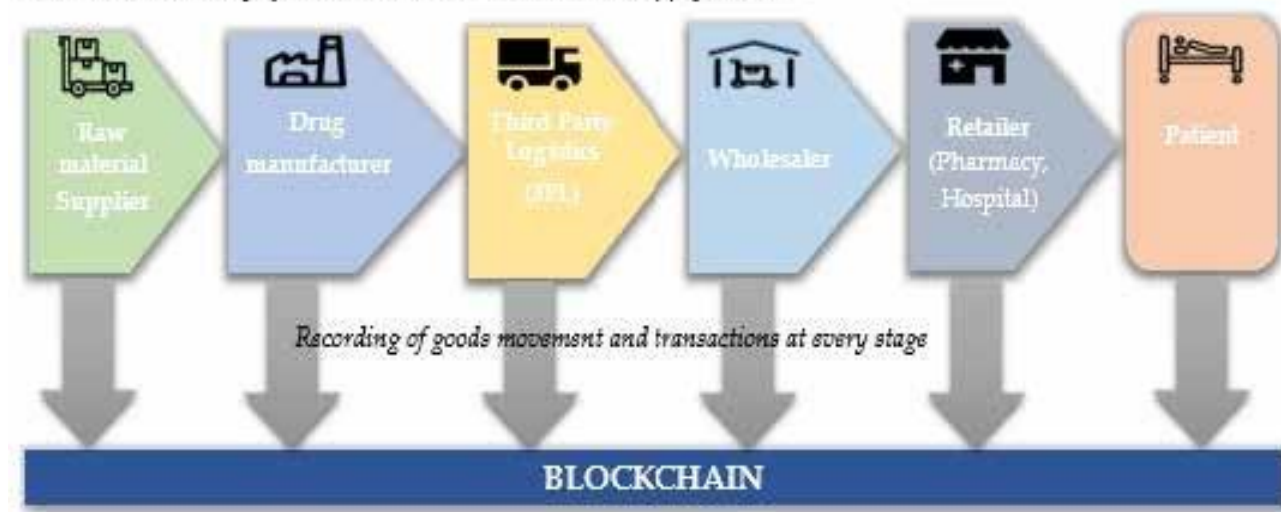 Raw
material
Supplier
Drug
manufacturer
Third Party
Logistics
(3PL)
Wholesaler
Retailer
(Pharmacy,
Hospital)
Patient
Recording of goods movement and transactions at every stage
BLOCKCHAIN